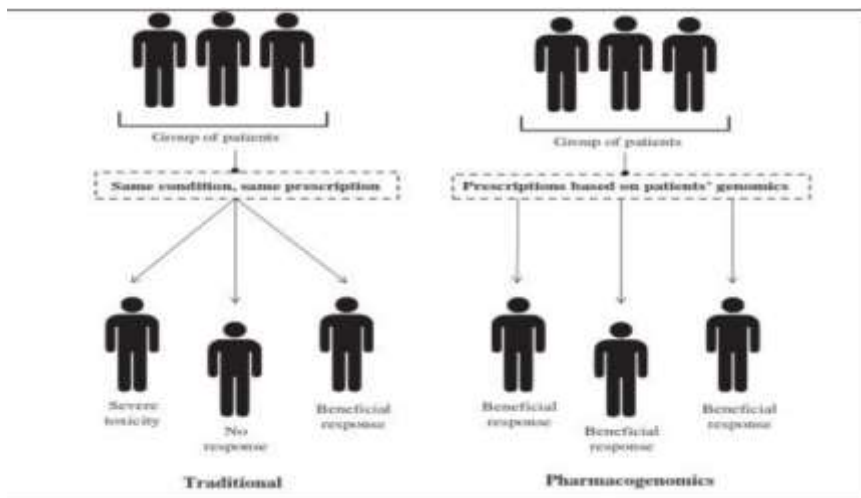 Group of patients
Group of patients
Same condition, same prescription
Prescriptions based on patients' genomics
Severe
toxicity
No
response
Beneficial
response
Beneficial
response
Beneficial
response
Beneficial
response
Traditional
Pharmacogenomics